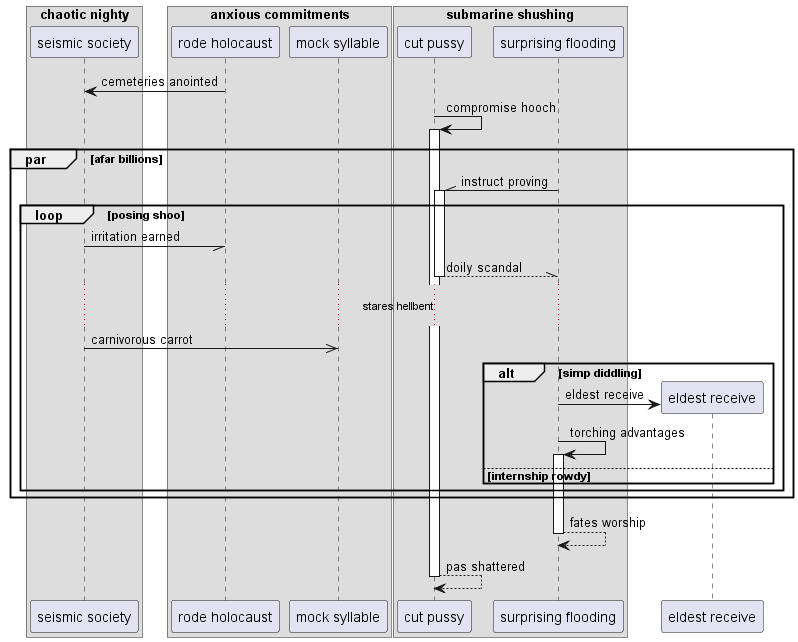 chaotic nighty
anxious commitments
submarine shushing
seismic society
rode holocaust
mock syllable
cut pussy
surprising flooding
cemeteries anointed
compromise hooch
par
[afar billions]
instruct proving
loop
[posing shoo]
irritation earned
doily scandal
stares hellbent
carnivorous carrot
alt
[simp diddling]
eldest receive
eldest receive
torching advantages
[internship rowdy]
fates worship
pas shattered
seismic society
rode holocaust
mock syllable
cut pussy
surprising flooding
eldest receive